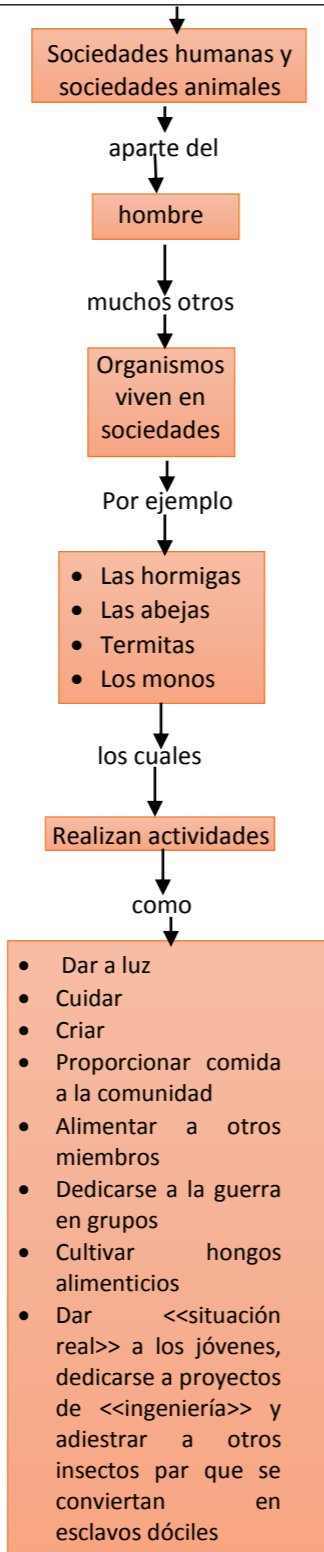 Sociedades humanas y
sociedades animales
aparte del
hombre
muchos otros
Organismos
viven en
sociedades
Por ejemplo
• Las hormigas
• Las abejas
• Termitas
• Los monos
los cuales
Realizan actividades
como
• Dar a luz
• Cuidar
• Criar
• Proporcionar comida
a la comunidad
• Alimentar a otros
miembros
• Dedicarse a la guerra
en grupos
• Cultivar hongos
alimenticios
• Dar <<situación
real>> a los jóvenes,
dedicarse a proyectos
de <<ingeniería>> y
adiestrar a otros
insectos par que se
conviertan en
esclavos dóciles